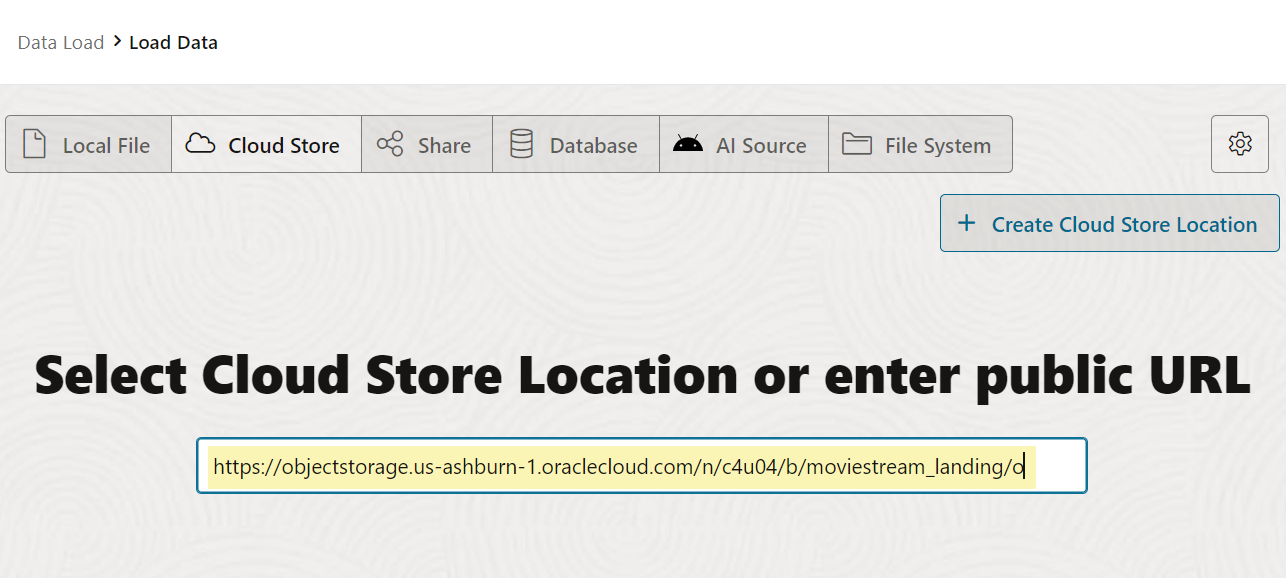 Data Load > Load Data
Local File Cloud Store Share Database AI Source File System
+ Create Cloud Store Location
Select Cloud Store Location or enter public URL
https://objectstorage.us-ashburn-1.oraclecloud.com/n/c4u04/b/moviestream_landing/o